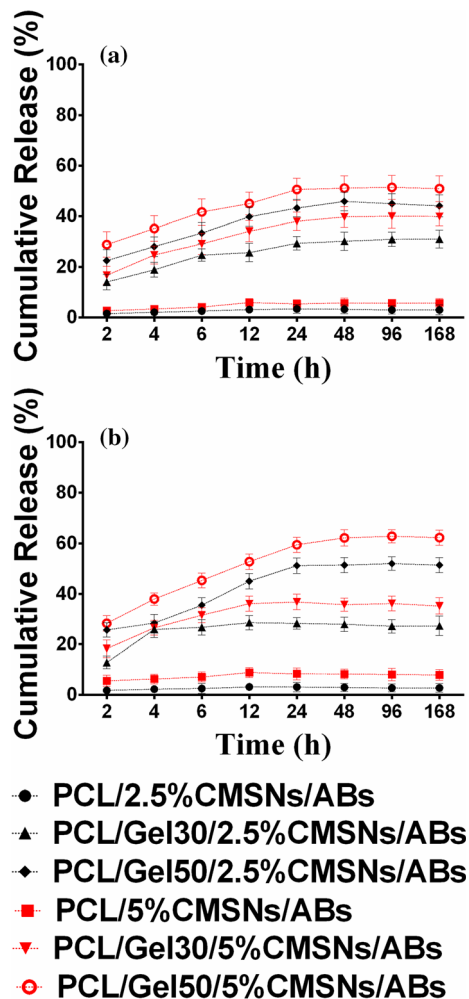 (a)
Cumulative Release (%)
100
80
60
40
20
0
2 4 6 12 24 48 96 168
Time (h)
(b)
Cumulative Release (%)
100
80
60
40
20
0
2 4 6 12 24 48 96 168
Time (h)
PCL/2.5%CMSNs/ABs
PCL/Gel30/2.5%CMSNs/ABs
PCL/Gel50/2.5%CMSNs/ABs
PCL/5%CMSNs/ABs
PCL/Gel30/5%CMSNs/ABs
PCL/Gel50/5%CMSNs/ABs